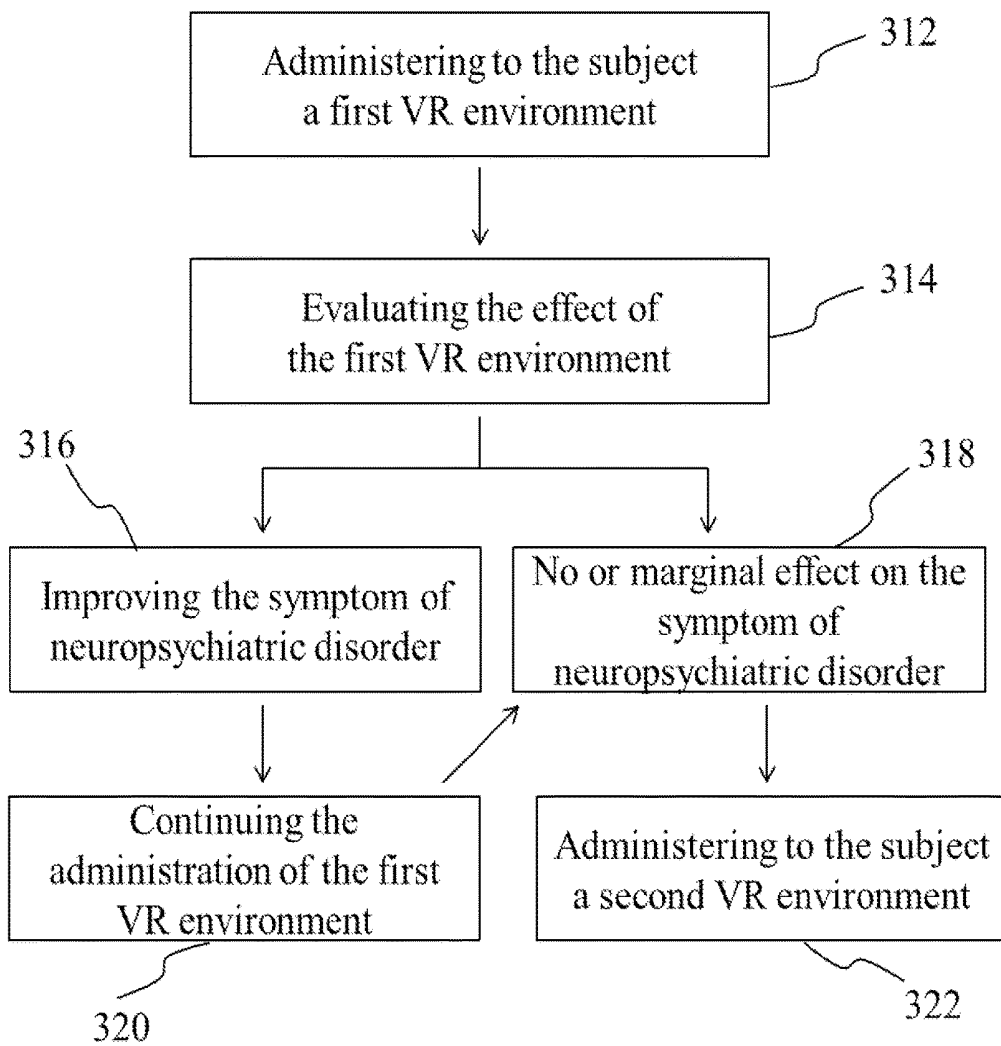 312
Administering to the subject
a first VR environment
314
Evaluating the effect of
the first VR environment
316
318
Improving the symptom of
neuropsychiatric disorder
No or marginal effect on the
symptom of
neuropsychiatric disorder
Continuing the
administration of the first
VR environment
Administering to the subject
a second VR environment
320
322